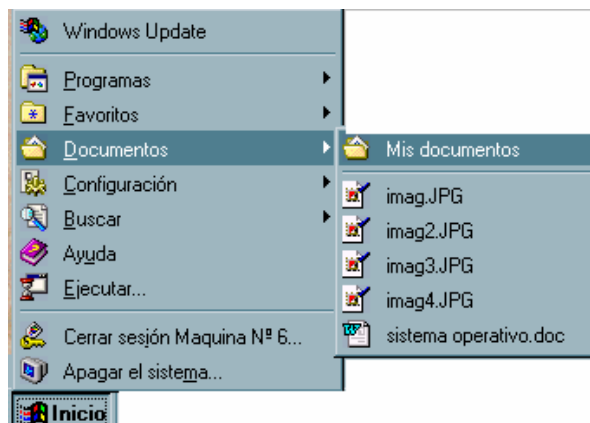 Windows Update
Programas
Favoritos
Documentos
Configuración
Buscar
Ayuda
Ejecutar...
Cerrar sesión Maquina Nº 6...
Apagar el sistema...
Inicio
Mis documentos
imag.JPG
imag2.JPG
imag3.JPG
imag4.JPG
sistema operativo.doc